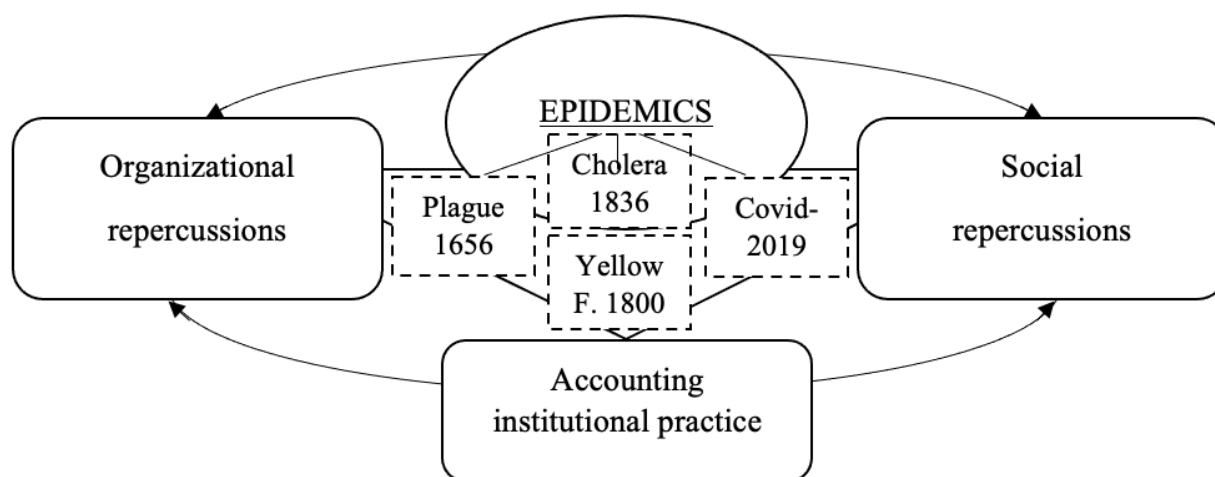 EPIDEMICS
Organizational
repercussions
Plague
1656
Cholera
1836
Yellow
F. 1800
Covid-
2019
Social
repercussions
Accounting
institutional practice